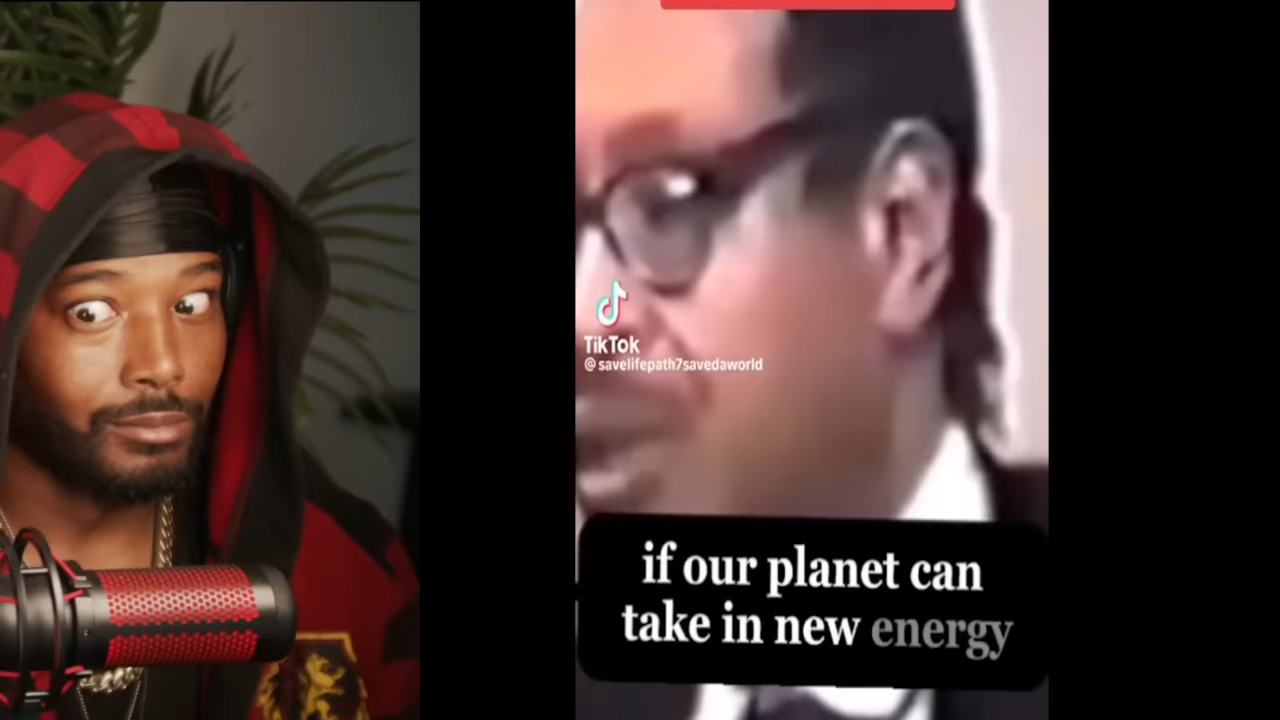 TikTok
@savelifepath7savedaworld
if our planet can
take in new energy